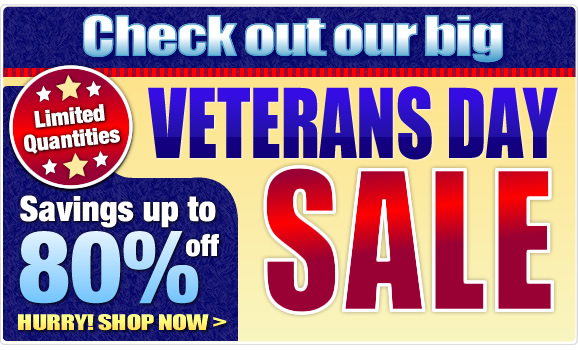 Check out our big
VETERANS DAY
SALE
Limited
Quantities
Savings up to
80% off
HURRY! SHOP NOW >